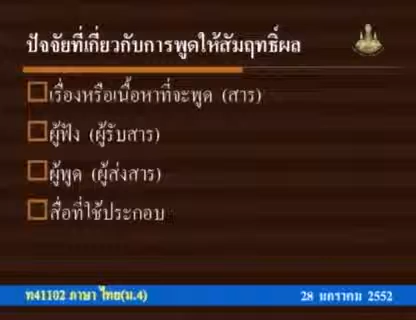 ปัจจัยที่เกี่ยวกับการพูดให้สัมฤทธิ์ผล
เรื่องหรือเนื้อหาที่จะพูด (สาร)
ผู้ฟัง (ผู้รับสาร)
ผู้พูด (ผู้ส่งสาร)
สื่อที่ใช้ประกอบ
ท41102 ภาษา ไทย(ม.4)
28 มกราคม 2552